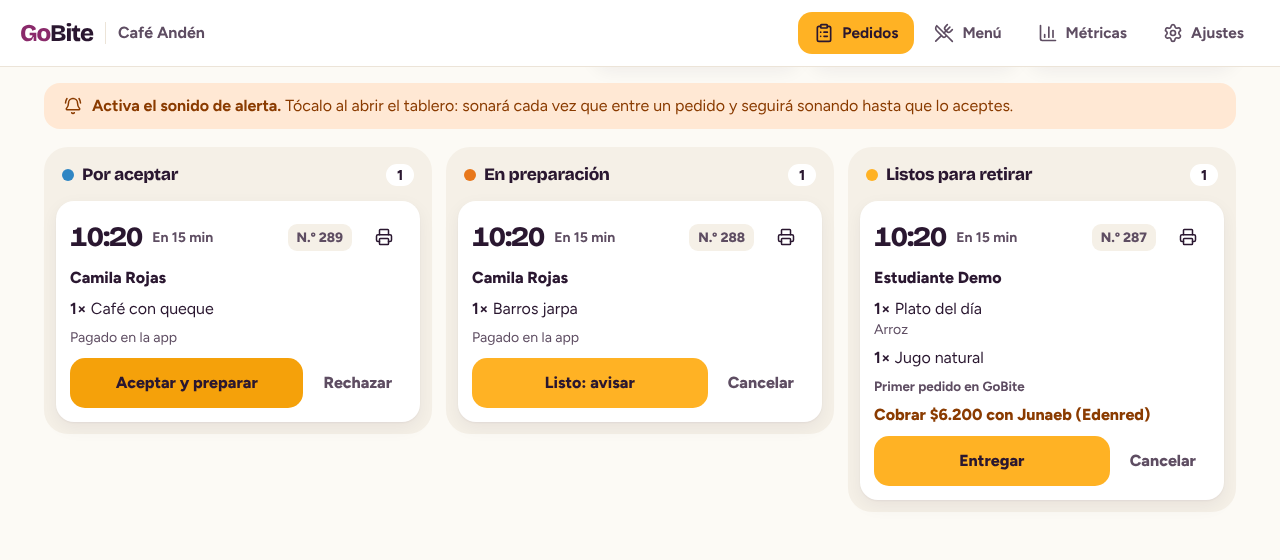 GoBite
Café Andén
Pedidos
Menú
Métricas
Ajustes
Activa el sonido de alerta. Tócalo al abrir el tablero: sonará cada vez que entre un pedido y seguirá sonando hasta que lo aceptes.
Por aceptar
1
10:20 En 15 min
N.° 289
Camila Rojas
1× Café con queque
Pagado en la app
Aceptar y preparar
Rechazar
En preparación
1
10:20 En 15 min
N.° 288
Camila Rojas
1× Barros jarpa
Pagado en la app
Listo: avisar
Cancelar
Listos para retirar
1
10:20 En 15 min
N.° 287
Estudiante Demo
1× Plato del día
Arroz
1× Jugo natural
Primer pedido en GoBite
Cobrar $6.200 con Junaeb (Edenred)
Entregar
Cancelar